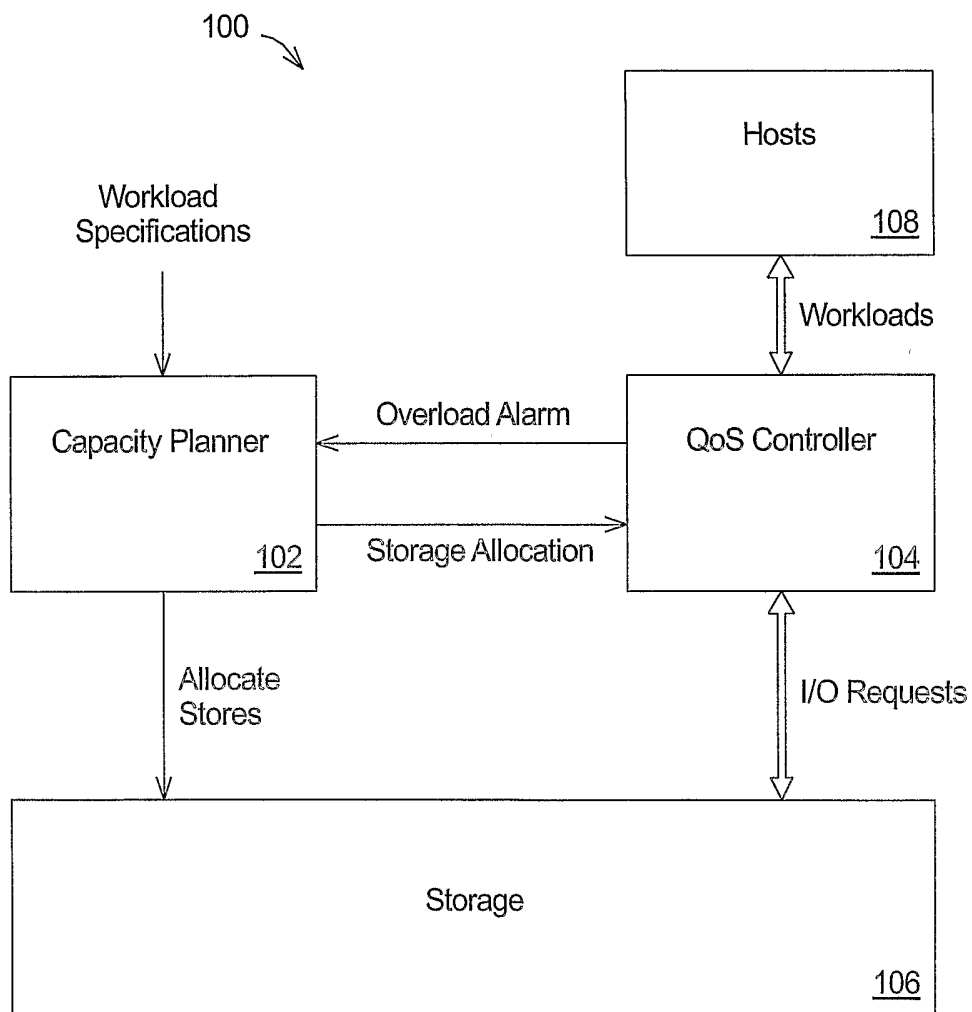 100
Hosts
108
Workload
Specifications
Workloads
Capacity Planner
102
Overload Alarm
Storage Allocation
QoS Controller
104
Allocate
Stores
I/O Requests
Storage
106